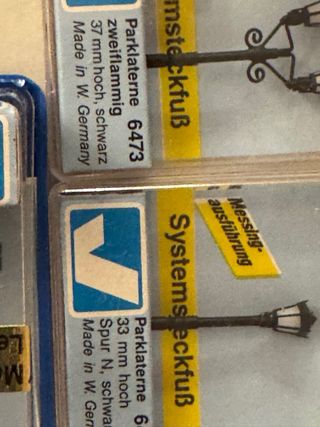 Parklaterne 6473
zweiflammig
37 mm hoch, schwarz
Made in W. Germany
msteckfuß
Messing-
ausführung
Systemsteckfuß
Parklaterne 6
33 mm hoch
Spur N, schwa
Made in W. Ger